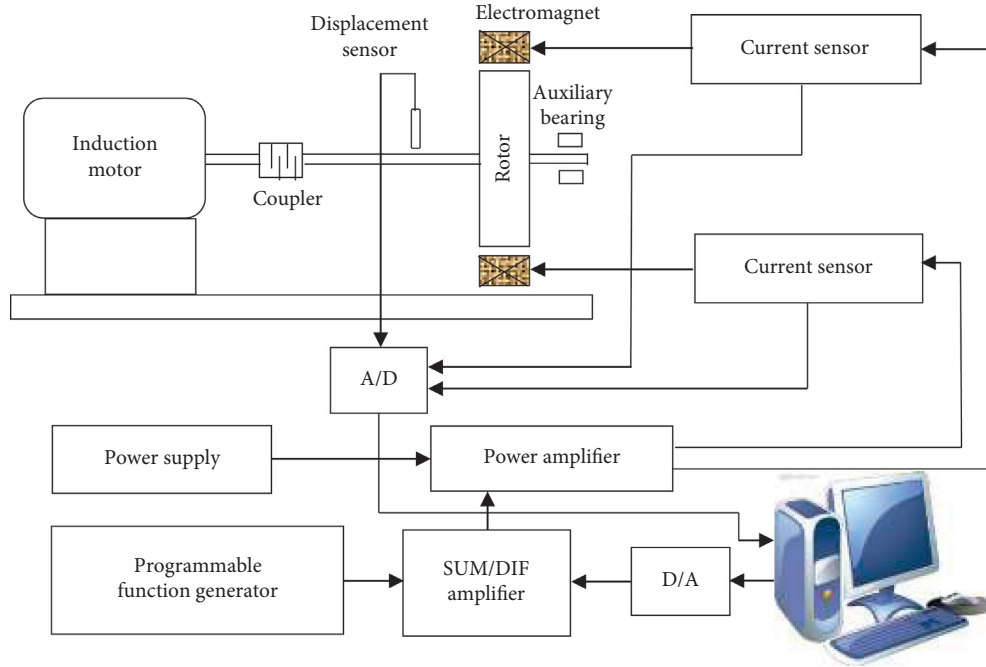 Electromagnet
Displacement
sensor
Current sensor
Auxiliary
bearing
Induction
motor
Rotor
Coupler
Current sensor
A/D
Power supply
Power amplifier
Programmable
function generator
SUM/DIF
amplifier
D/A